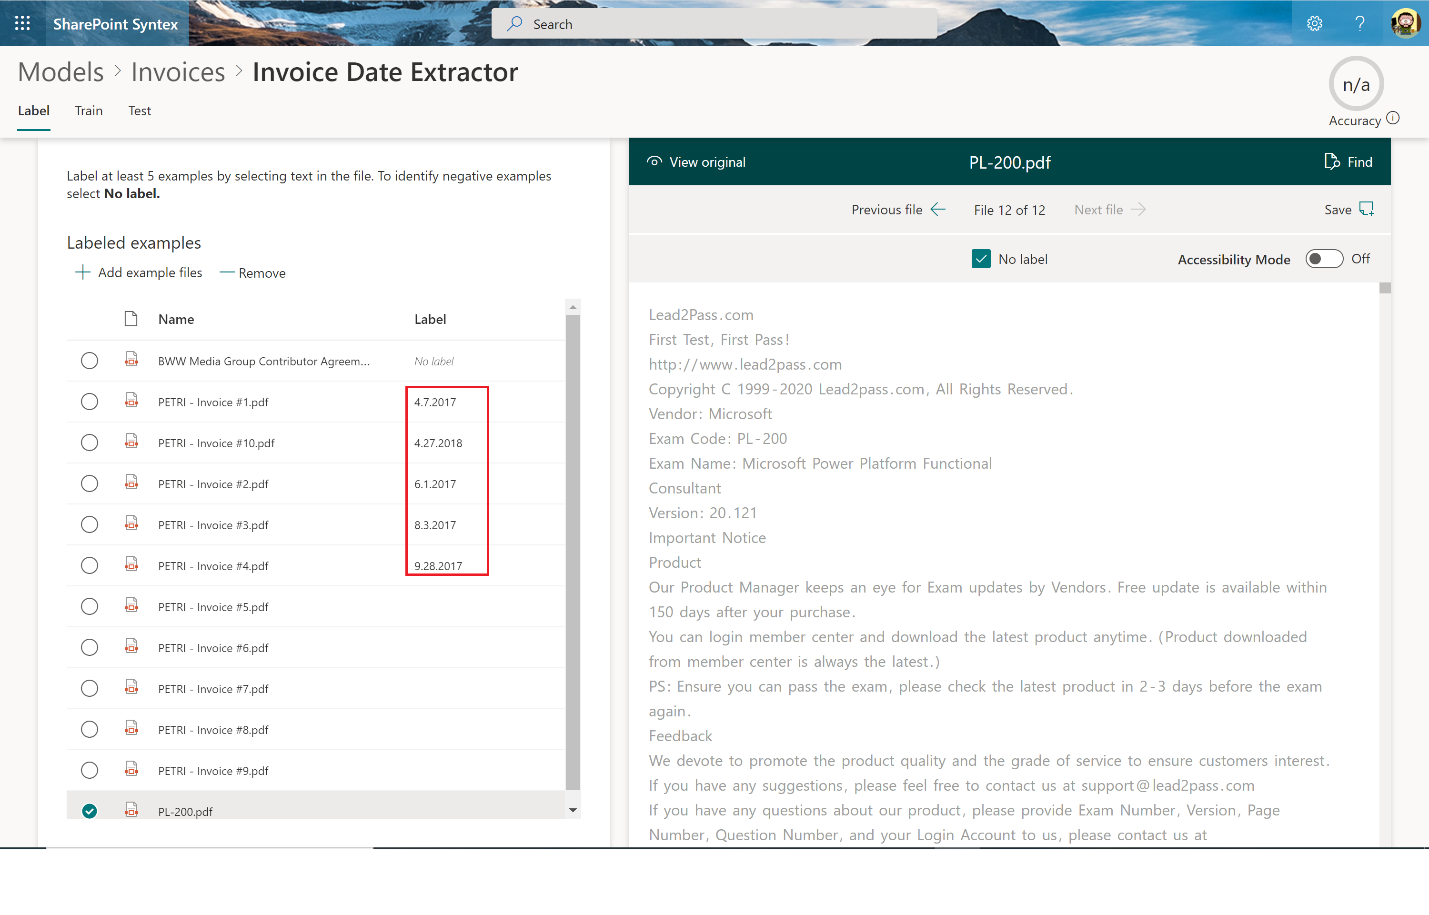 SharePoint Syntex
Search
?
Models > Invoices > Invoice Date Extractor
n/a
Label Train Test
Accuracy
Label at least 5 examples by selecting text in the file. To identify negative examples
select No label.
Labeled examples
Add example files
Remove
Name Label
BWW Media Group Contributor Agreem... No label
PETRI - Invoice #1.pdf 4.7.2017
PETRI - Invoice #10.pdf 4.27.2018
PETRI - Invoice #2.pdf 6.1.2017
PETRI - Invoice #3.pdf 8.3.2017
PETRI - Invoice #4.pdf 9.28.2017
PETRI - Invoice #5.pdf
PETRI - Invoice #6.pdf
PETRI - Invoice #7.pdf
PETRI - Invoice #8.pdf
PETRI - Invoice #9.pdf
PL-200.pdf
View original PL-200.pdf Find
Previous file File 12 of 12 Next file Save
No label Accessibility Mode Off
Lead2Pass.com
First Test, First Pass!
http://www.lead2pass.com
Copyright C 1999-2020 Lead2pass.com, All Rights Reserved.
Vendor: Microsoft
Exam Code: PL-200
Exam Name: Microsoft Power Platform Functional
Consultant
Version: 20.121
Important Notice
Product
Our Product Manager keeps an eye for Exam updates by Vendors. Free update is available within
150 days after your purchase.
You can login member center and download the latest product anytime. (Product downloaded
from member center is always the latest.)
PS: Ensure you can pass the exam, please check the latest product in 2-3 days before the exam
again.
Feedback
We devote to promote the product quality and the grade of service to ensure customers interest.
If you have any suggestions, please feel free to contact us at support@lead2pass.com
If you have any questions about our product, please provide Exam Number, Version, Page
Number, Question Number, and your Login Account to us, please contact us at